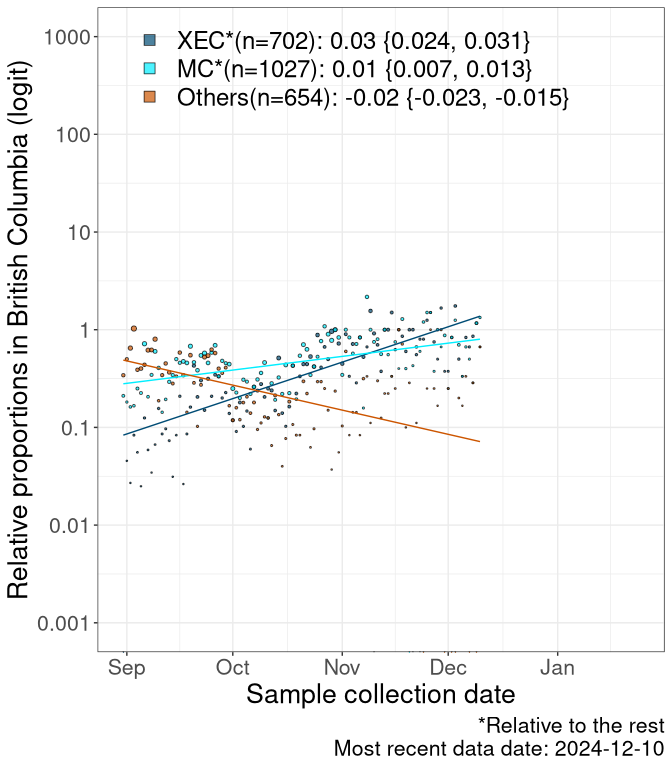 XEC*(n=702): 0.03 {0.024, 0.031}
MC*(n=1027): 0.01 {0.007, 0.013}
Others(n=654): -0.02 {-0.023, -0.015}
Relative proportions in British Columbia (logit)
1000
100
10
1
0.1
0.01
0.001
Sep Oct Nov Dec Jan
Sample collection date
*Relative to the rest
Most recent data date: 2024-12-10